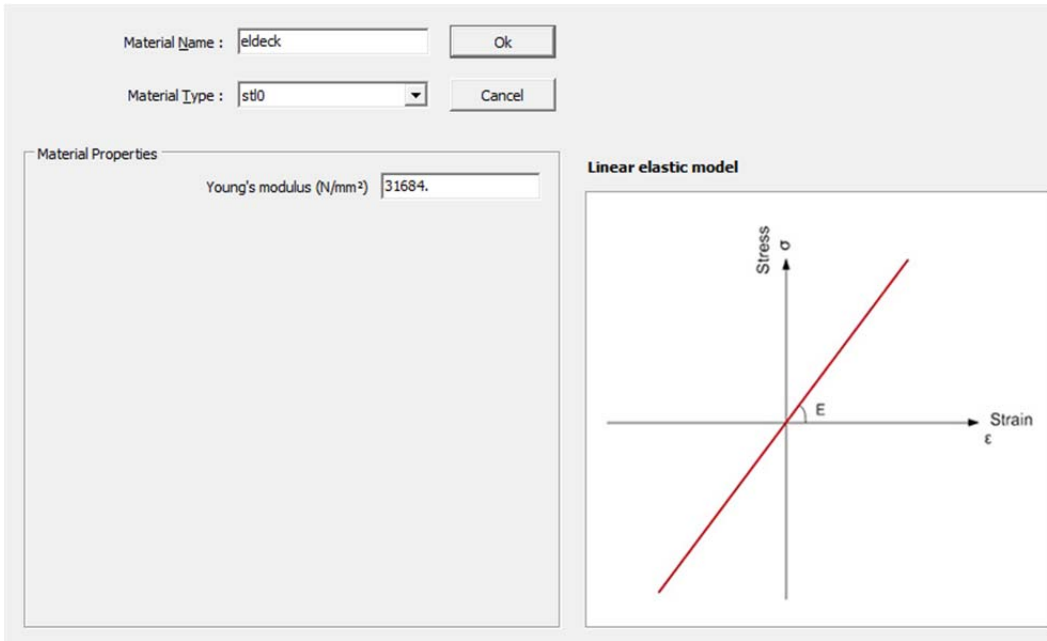 Material Name : eldeck Ok
Material Type : stl0 Cancel
Material Properties
Young's modulus (N/mm²) 31684.
Linear elastic model
Stress
σ
E
Strain
ε